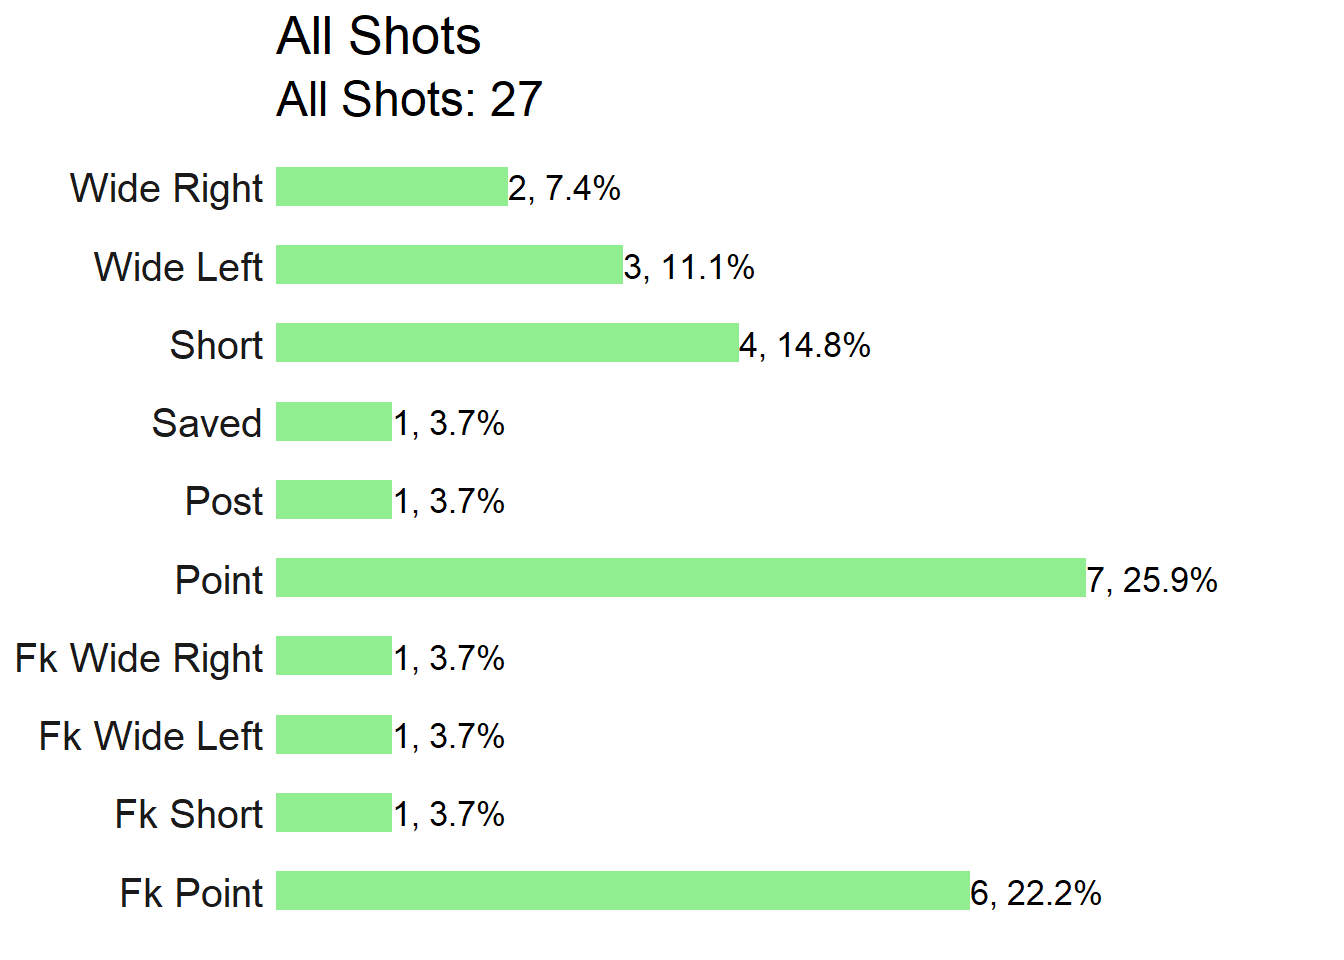 All Shots
All Shots: 27
Wide Right 2, 7.4%
Wide Left 3, 11.1%
Short 4, 14.8%
Saved 1, 3.7%
Post 1, 3.7%
Point 7, 25.9%
Fk Wide Right 1, 3.7%
Fk Wide Left 1, 3.7%
Fk Short 1, 3.7%
Fk Point 6, 22.2%